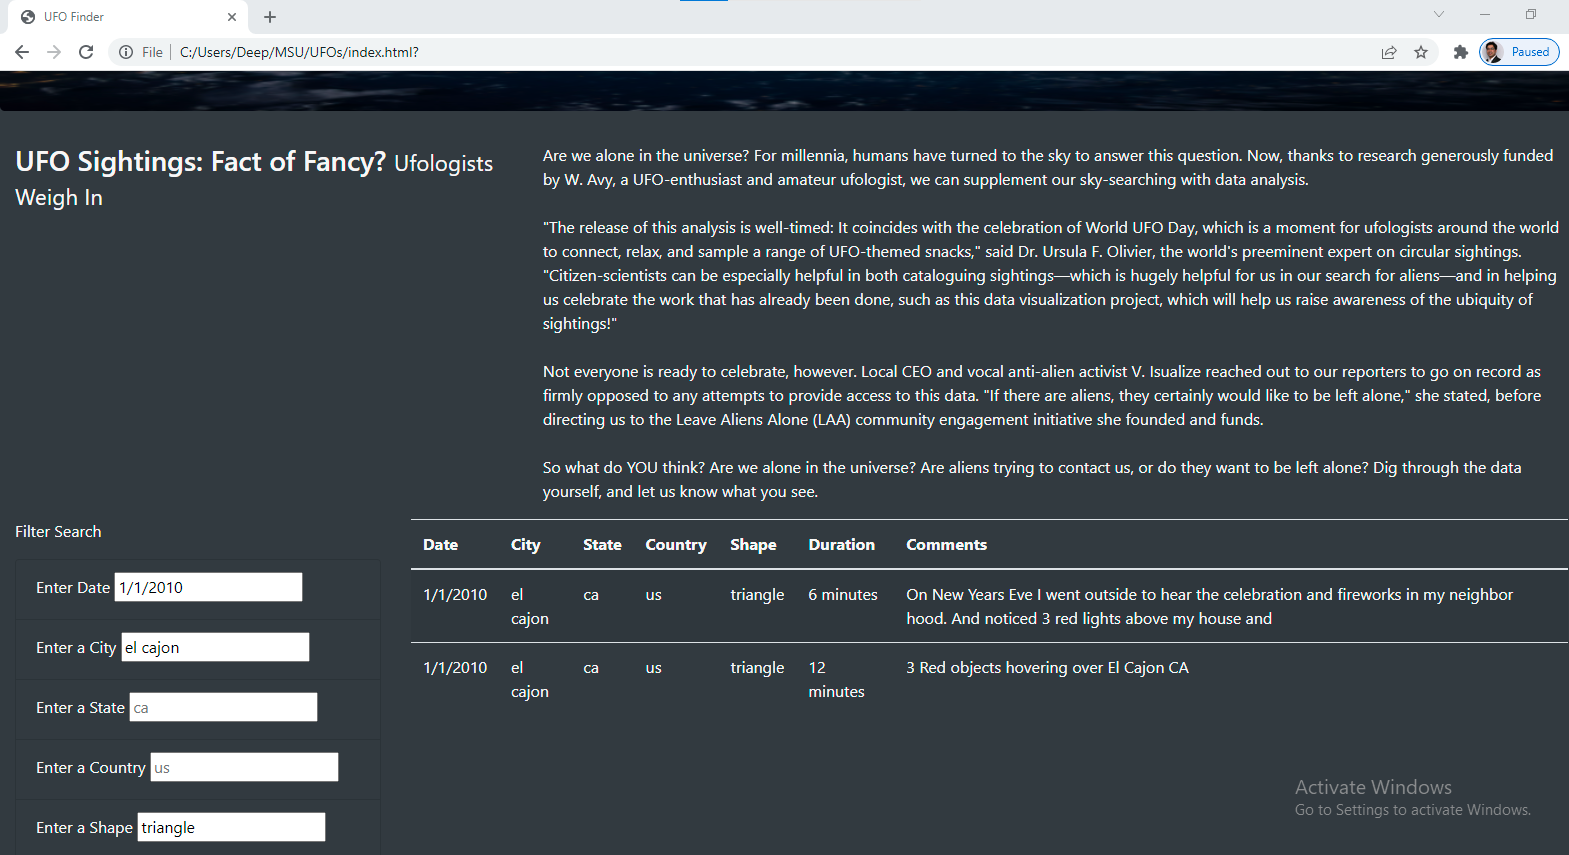 UFO Finder
File
C:/Users/Deep/MSU/UFOs/index.html?
Paused
UFO Sightings: Fact of Fancy? Ufologists
Weigh In
Are we alone in the universe? For millennia, humans have turned to the sky to answer this question. Now, thanks to research generously funded
by W. Avy, a UFO-enthusiast and amateur ufologist, we can supplement our sky-searching with data analysis.
"The release of this analysis is well-timed: It coincides with the celebration of World UFO Day, which is a moment for ufologists around the world
to connect, relax, and sample a range of UFO-themed snacks," said Dr. Ursula F. Olivier, the world's preeminent expert on circular sightings.
"Citizen-scientists can be especially helpful in both cataloguing sightings—which is hugely helpful for us in our search for aliens—and in helping
us celebrate the work that has already been done, such as this data visualization project, which will help us raise awareness of the ubiquity of
sightings!"
Not everyone is ready to celebrate, however. Local CEO and vocal anti-alien activist V. Isualize reached out to our reporters to go on record as
firmly opposed to any attempts to provide access to this data. "If there are aliens, they certainly would like to be left alone," she stated, before
directing us to the Leave Aliens Alone (LAA) community engagement initiative she founded and funds.
So what do YOU think? Are we alone in the universe? Are aliens trying to contact us, or do they want to be left alone? Dig through the data
yourself, and let us know what you see.
Filter Search
Enter Date 1/1/2010
Enter a City el cajon
Enter a State ca
Enter a Country us
Enter a Shape triangle
Date City State Country Shape Duration Comments
1/1/2010 el ca us triangle 6 minutes On New Years Eve I went outside to hear the celebration and fireworks in my neighbor
cajon hood. And noticed 3 red lights above my house and
1/1/2010 el ca us triangle 12 3 Red objects hovering over El Cajon CA
cajon minutes
Activate Windows
Go to Settings to activate Windows.